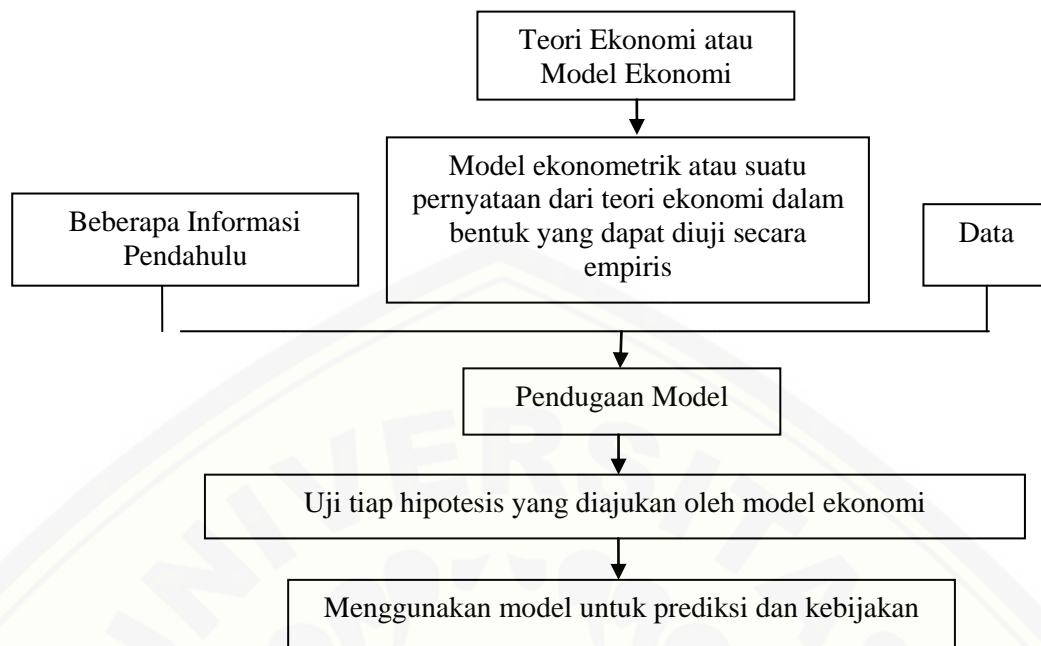 Teori Ekonomi atau
Model Ekonomi
Model ekonometrik atau suatu
pernyataan dari teori ekonomi dalam
bentuk yang dapat diuji secara
empiris
Beberapa Informasi
Pendahulu
Data
Pendugaan Model
Uji tiap hipotesis yang diajukan oleh model ekonomi
Menggunakan model untuk prediksi dan kebijakan
UNIVERSITAS